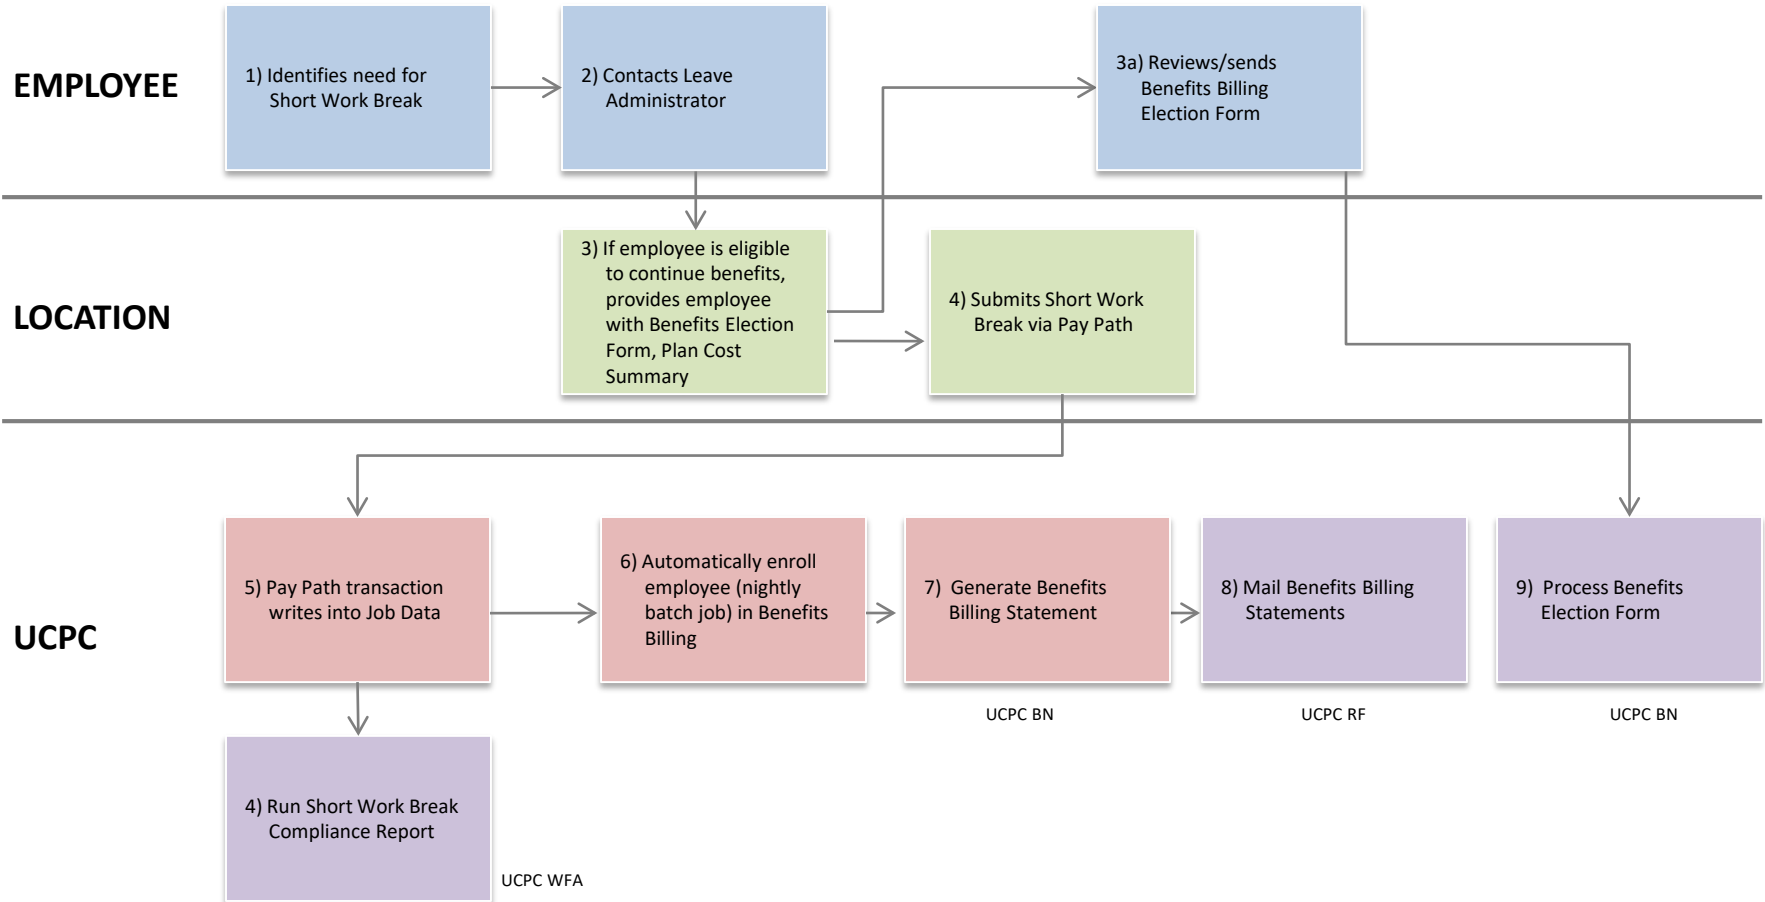 EMPLOYEE
1) Identifies need for
Short Work Break
2) Contacts Leave
Administrator
3a) Reviews/sends
Benefits Billing
Election Form
LOCATION
3) If employee is eligible
to continue benefits,
provides employee
with Benefits Election
Form, Plan Cost
Summary
4) Submits Short Work
Break via Pay Path
UCPC
5) Pay Path transaction
writes into Job Data
6) Automatically enroll
employee (nightly
batch job) in Benefits
Billing
7) Generate Benefits
Billing Statement
8) Mail Benefits Billing
Statements
9) Process Benefits
Election Form
UCPC BN
UCPC RF
UCPC BN
4) Run Short Work Break
Compliance Report
UCPC WFA